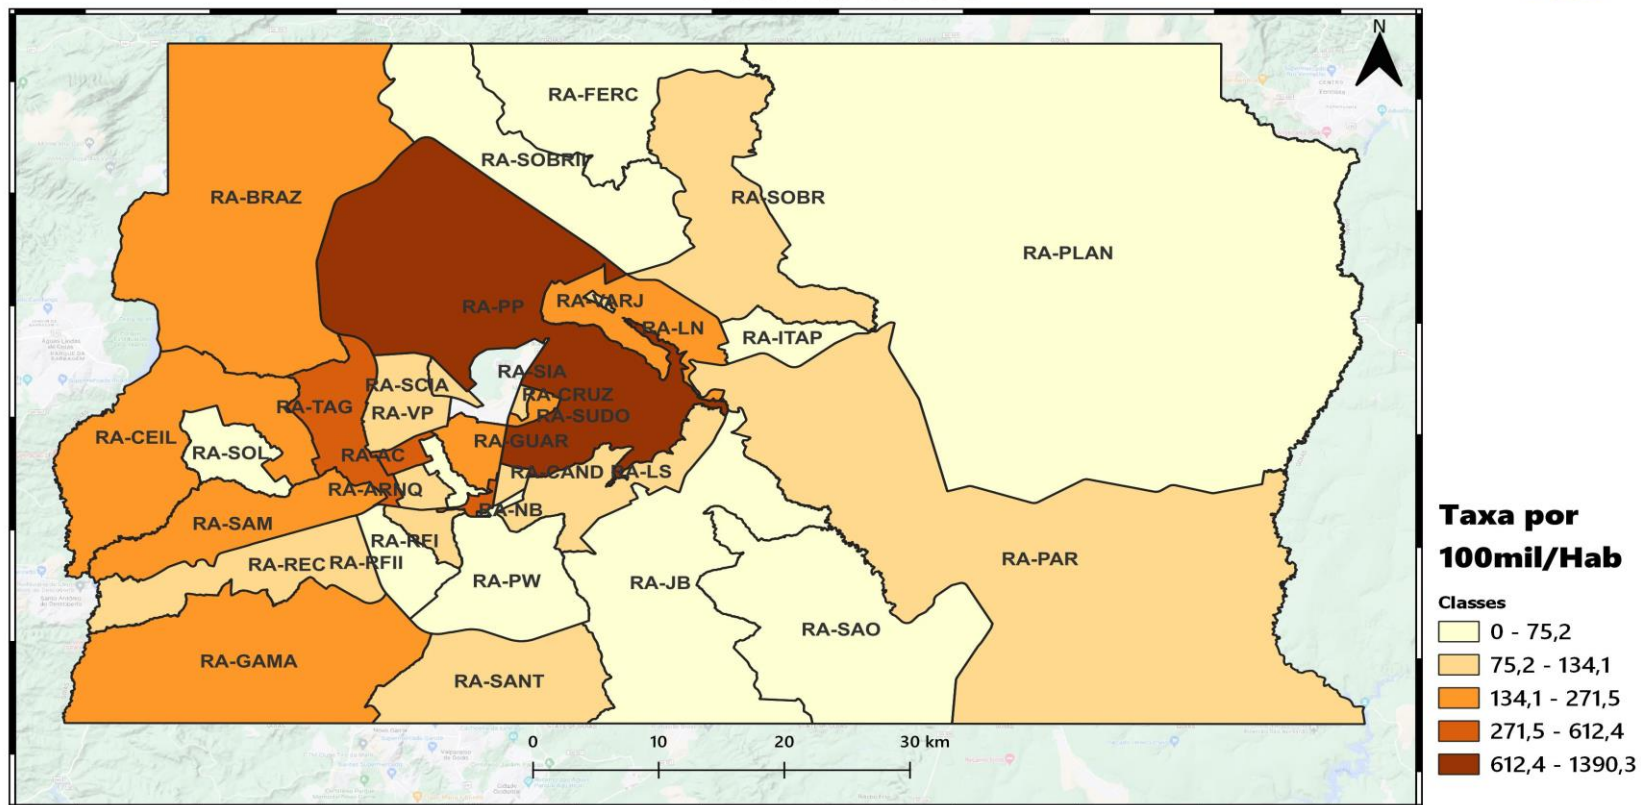 N
RA-FERC
RA-SOBRII
RA-BRAZ
RA-SOBR
RA-PLAN
RA-PP
RA-VARJ
RA-LN
RA-ITAP
RA-SIA
RA-SCIA
RA-CRUZ
RA-TAG
RA-VP
RA-SUDO
RA-CEIL
RA-GUAR
RA-SOL
RA-AC
RA-CAND
RA-LS
RA-ARNQ
RA-NB
RA-SAM
RA-RFI
RA-REC
RA-RFII
RA-PW
RA-JB
RA-PAR
RA-SAO
RA-GAMA
RA-SANT
0 10 20 30 km
Taxa por
100mil/Hab
Classes
0 - 75,2
75,2 - 134,1
134,1 - 271,5
271,5 - 612,4
612,4 - 1390,3